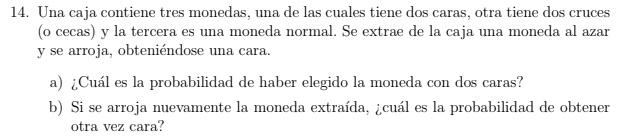 14. Una caja contiene tres monedas, una de las cuales tiene dos caras, otra tiene dos cruces
(o cecas) y la tercera es una moneda normal. Se extrae de la caja una moneda al azar
y se arroja, obteniéndose una cara.
a) ¿Cuál es la probabilidad de haber elegido la moneda con dos caras?
b) Si se arroja nuevamente la moneda extraída, ¿cuál es la probabilidad de obtener
otra vez cara?